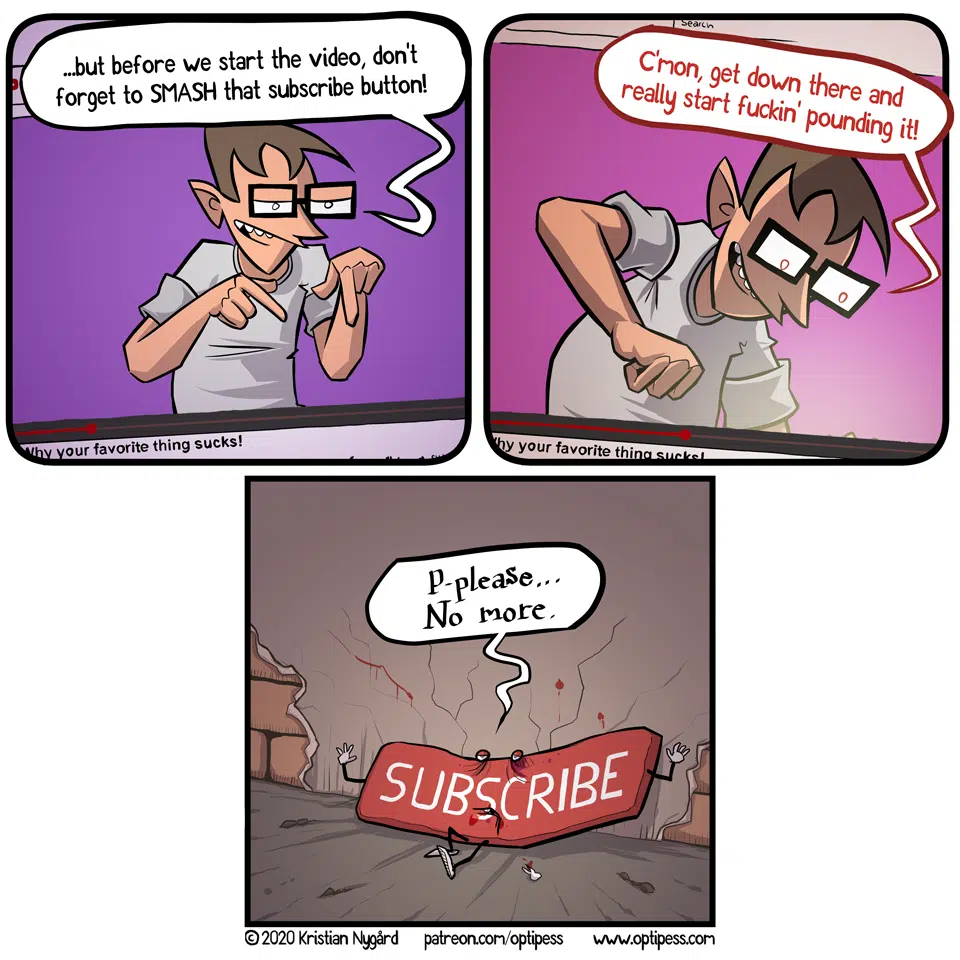 ...but before we start the video, don't
forget to SMASH that subscribe button!
Why your favorite thing sucks!
Search
C'mon, get down there and
really start fuckin' pounding it!
Why your favorite thing sucks!
P-please...
No more.
SUBSCRIBE
© 2020 Kristian Nygård patreon.com/optipess www.optipess.com